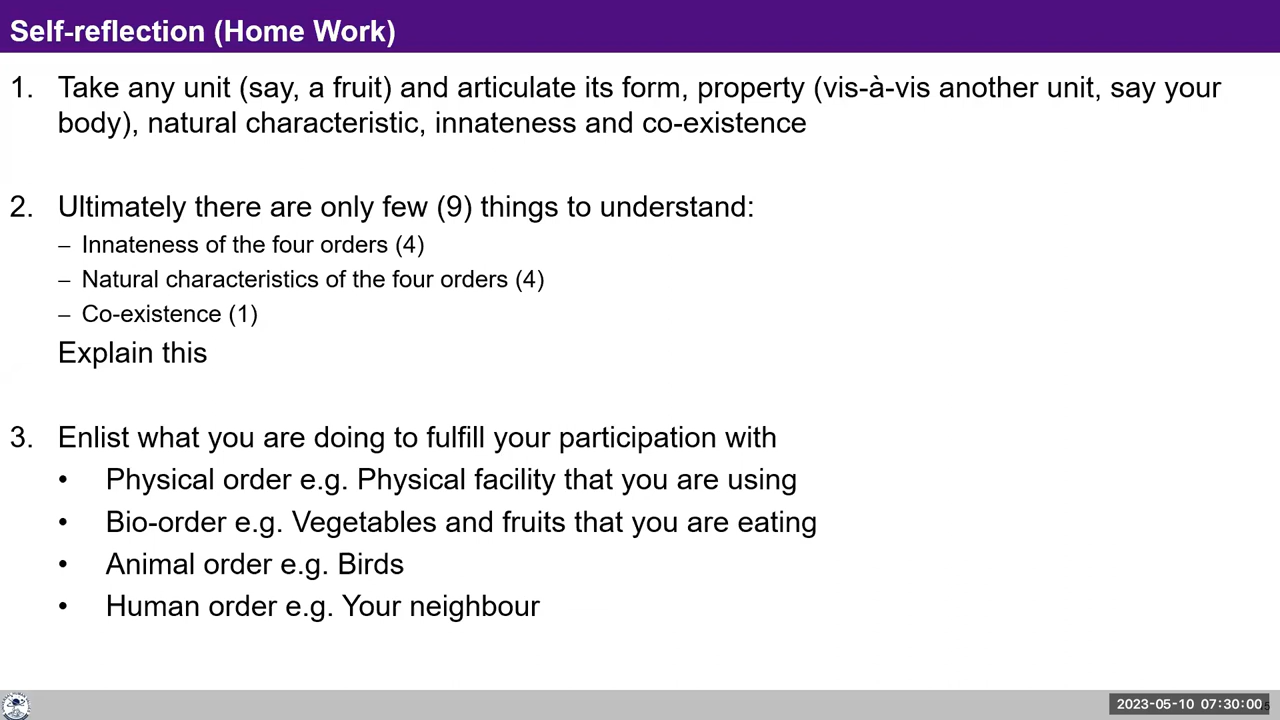 Self-reflection (Home Work)
1. Take any unit (say, a fruit) and articulate its form, property (vis-à-vis another unit, say your
body), natural characteristic, innateness and co-existence
2. Ultimately there are only few (9) things to understand:
– Innateness of the four orders (4)
– Natural characteristics of the four orders (4)
– Co-existence (1)
Explain this
3. Enlist what you are doing to fulfill your participation with
• Physical order e.g. Physical facility that you are using
• Bio-order e.g. Vegetables and fruits that you are eating
• Animal order e.g. Birds
• Human order e.g. Your neighbour
2023-05-10 07:30:00